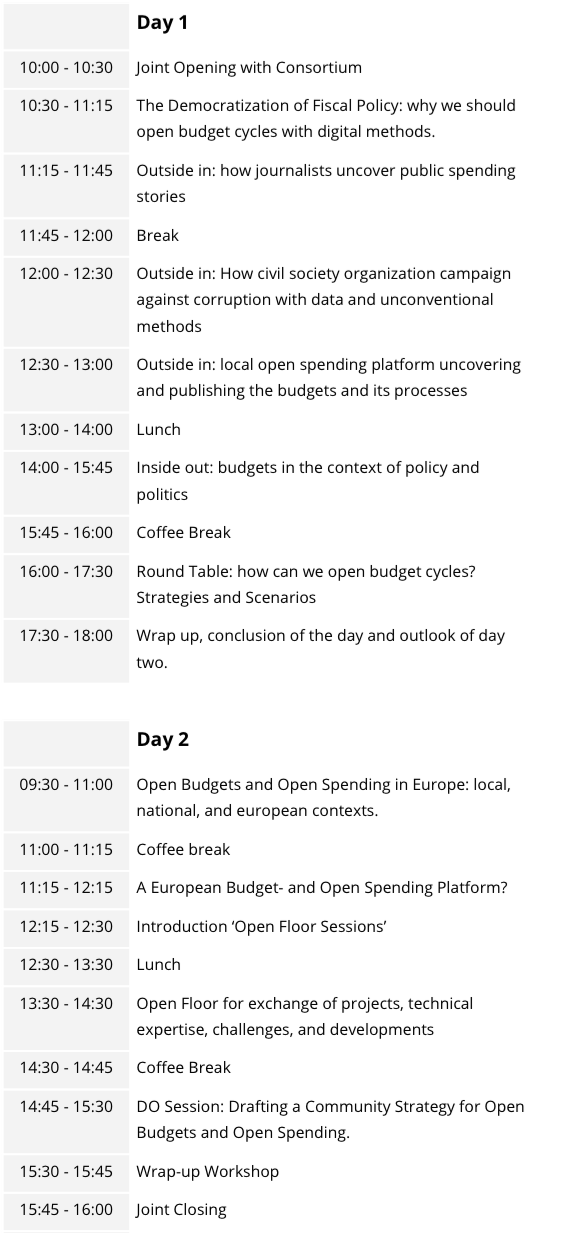 Day 1
10:00 - 10:30 Joint Opening with Consortium
10:30 - 11:15 The Democratization of Fiscal Policy: why we should
open budget cycles with digital methods.
11:15 - 11:45 Outside in: how journalists uncover public spending
stories
11:45 - 12:00 Break
12:00 - 12:30 Outside in: How civil society organization campaign
against corruption with data and unconventional
methods
12:30 - 13:00 Outside in: local open spending platform uncovering
and publishing the budgets and its processes
13:00 - 14:00 Lunch
14:00 - 15:45 Inside out: budgets in the context of policy and
politics
15:45 - 16:00 Coffee Break
16:00 - 17:30 Round Table: how can we open budget cycles?
Strategies and Scenarios
17:30 - 18:00 Wrap up, conclusion of the day and outlook of day
two.
Day 2
09:30 - 11:00 Open Budgets and Open Spending in Europe: local,
national, and european contexts.
11:00 - 11:15 Coffee break
11:15 - 12:15 A European Budget- and Open Spending Platform?
12:15 - 12:30 Introduction ‘Open Floor Sessions’
12:30 - 13:30 Lunch
13:30 - 14:30 Open Floor for exchange of projects, technical
expertise, challenges, and developments
14:30 - 14:45 Coffee Break
14:45 - 15:30 DO Session: Drafting a Community Strategy for Open
Budgets and Open Spending.
15:30 - 15:45 Wrap-up Workshop
15:45 - 16:00 Joint Closing